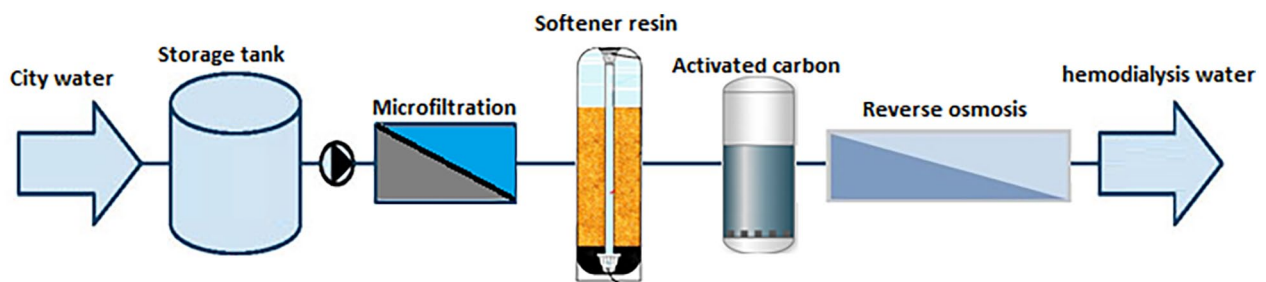 City water
Storage tank
Microfiltration
Softener resin
Activated carbon
Reverse osmosis
hemodialysis water